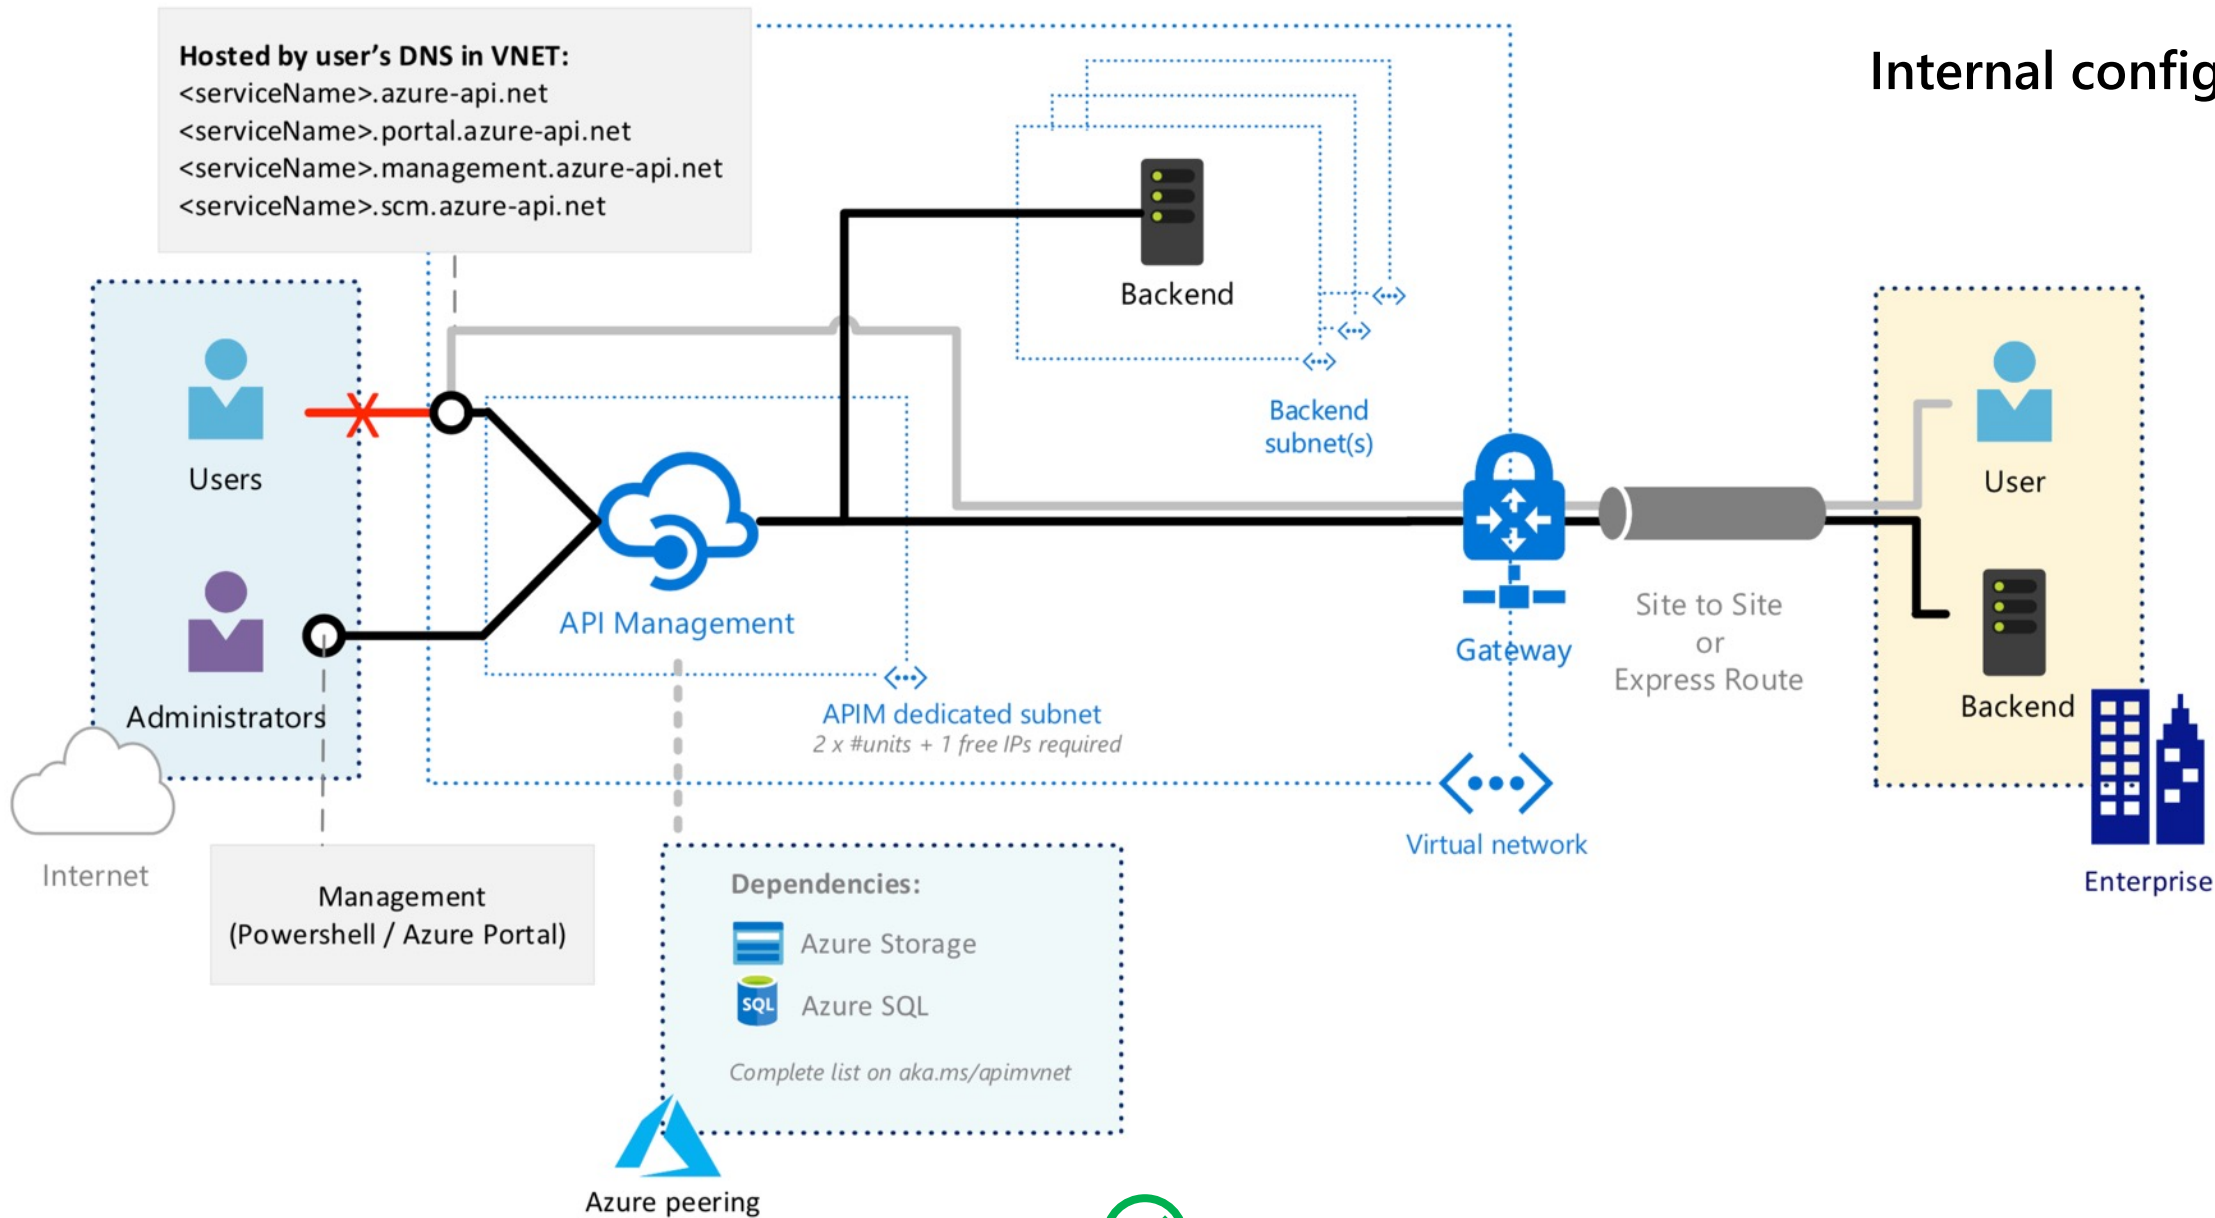 Internal config
Hosted by user's DNS in VNET:
<serviceName>.azure-api.net
<serviceName>.portal.azure-api.net
<serviceName>.management.azure-api.net
<serviceName>.scm.azure-api.net
Backend
Backend
subnet(s)
Users
API Management
Administrators
APIM dedicated subnet
2 x #units + 1 free IPs required
Gateway
Site to Site
or
Express Route
User
Backend
Virtual network
Enterprise
Internet
Management
(Powershell / Azure Portal)
Dependencies:
Azure Storage
SQL
Azure SQL
Complete list on aka.ms/apimvnet
Azure peering